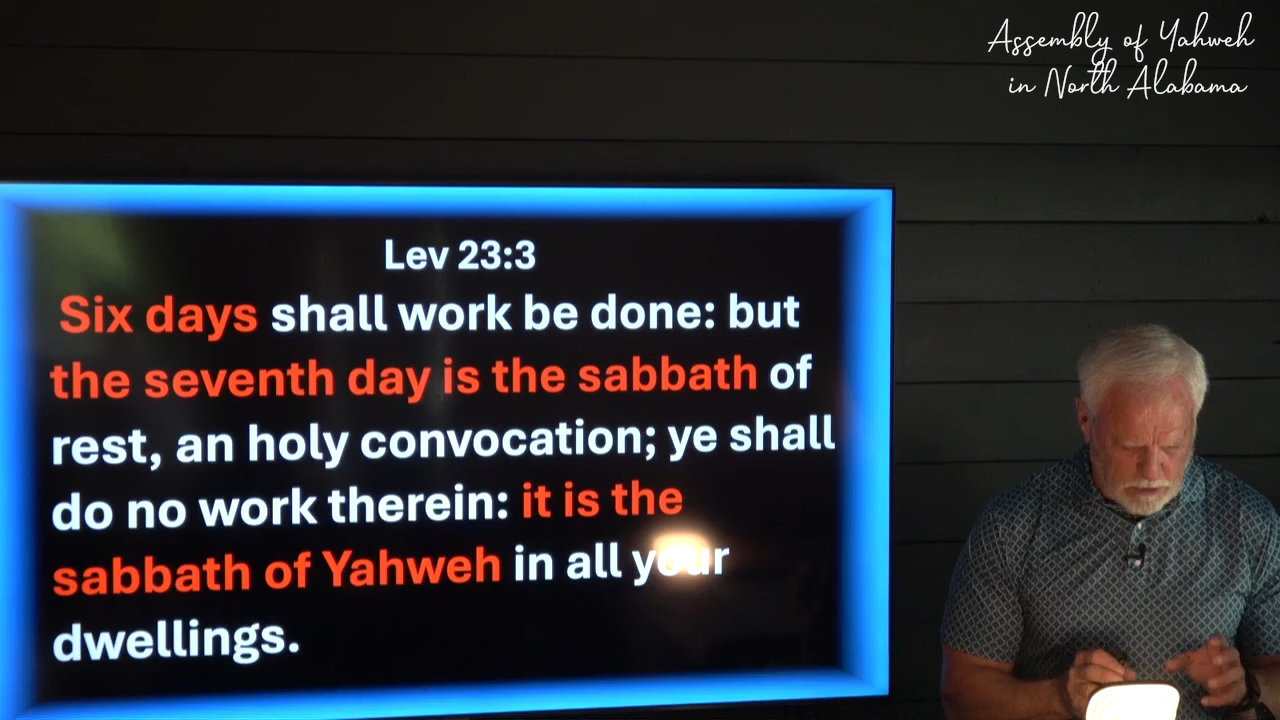 Assembly of Yahweh
in North Alabama
Lev 23:3
Six days shall work be done: but
the seventh day is the sabbath of
rest, an holy convocation; ye shall
do no work therein: it is the
sabbath of Yahweh in all your
dwellings.